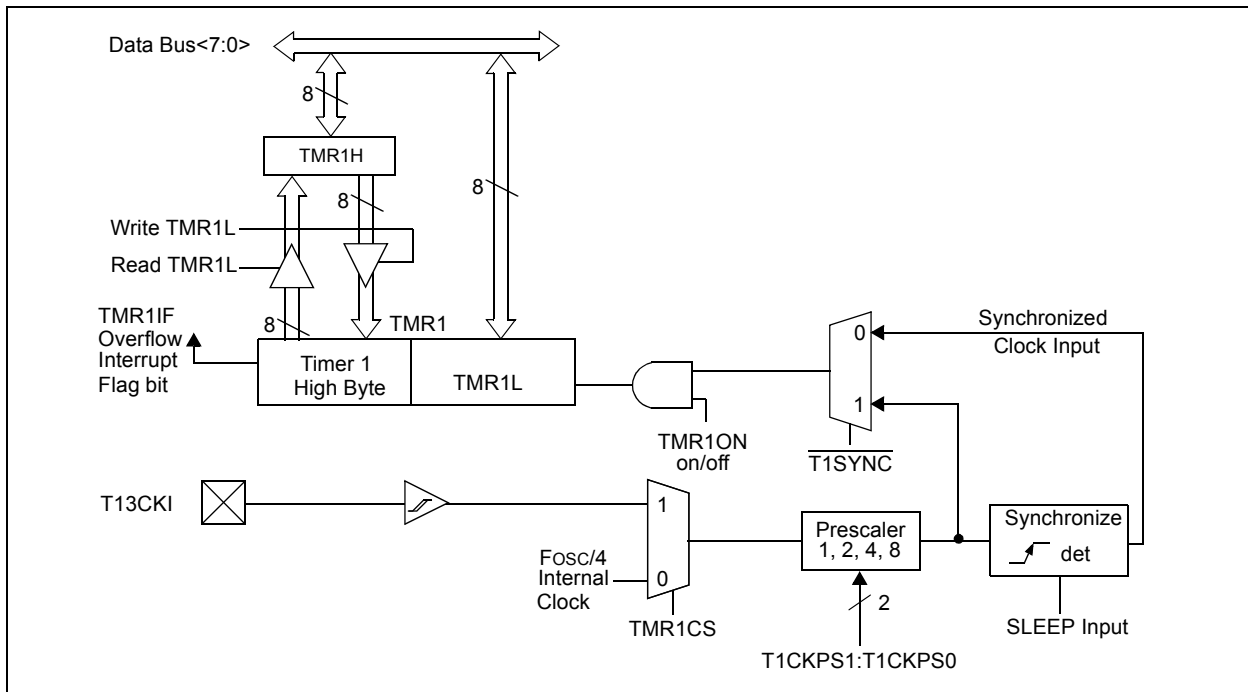 Data Bus<7:0>
8
TMR1H
8
8
Write TMR1L
Read TMR1L
TMR1IF
Overflow
Interrupt
Flag bit
8
TMR1
Timer 1
High Byte
TMR1L
TMR1ON
on/off
0
1
T1SYNC
Synchronized
Clock Input
T13CKI
FOSC/4
Internal
Clock
1
0
TMR1CS
Prescaler
1, 2, 4, 8
2
T1CKPS1:T1CKPS0
Synchronize
det
SLEEP Input